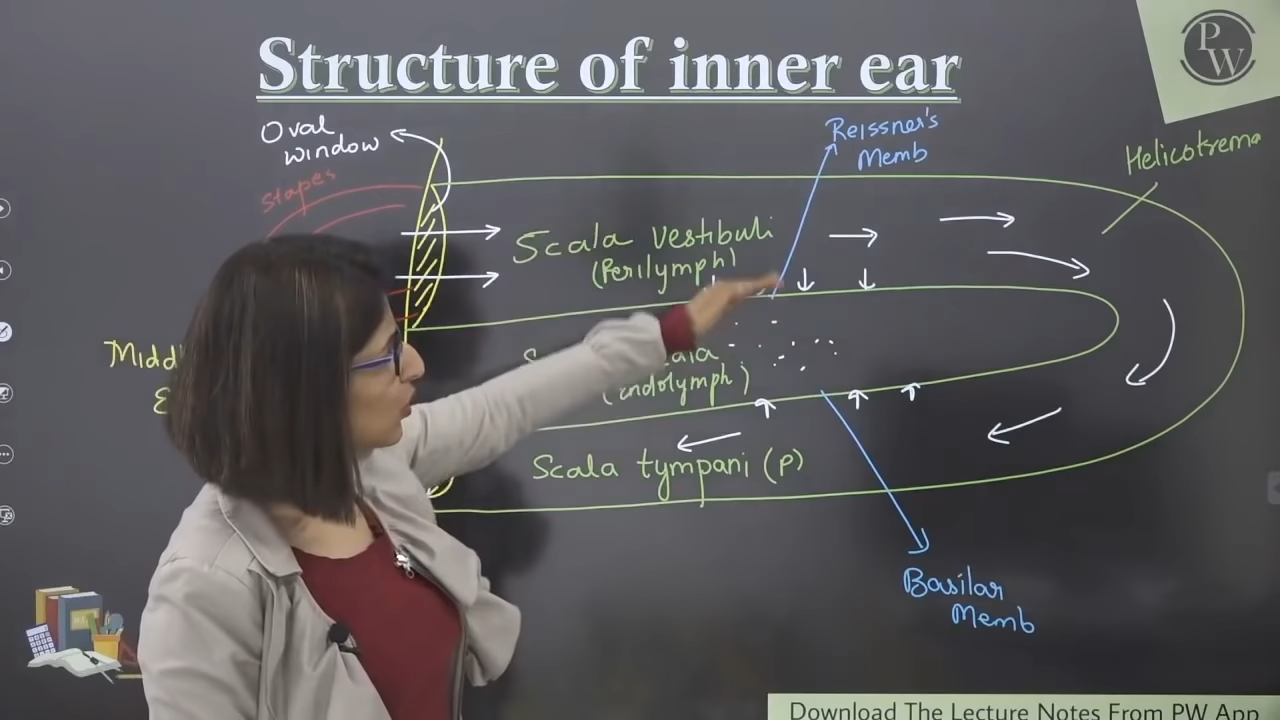 Structure of inner ear
PW
Oval
window
Stapes
Reissner's
Memb
Helicotrema
Scala vestibuli
(Perilymph)
(Endolymph)
Scala tympani (P)
Basilar
Memb
Download The Lecture Notes From PW App